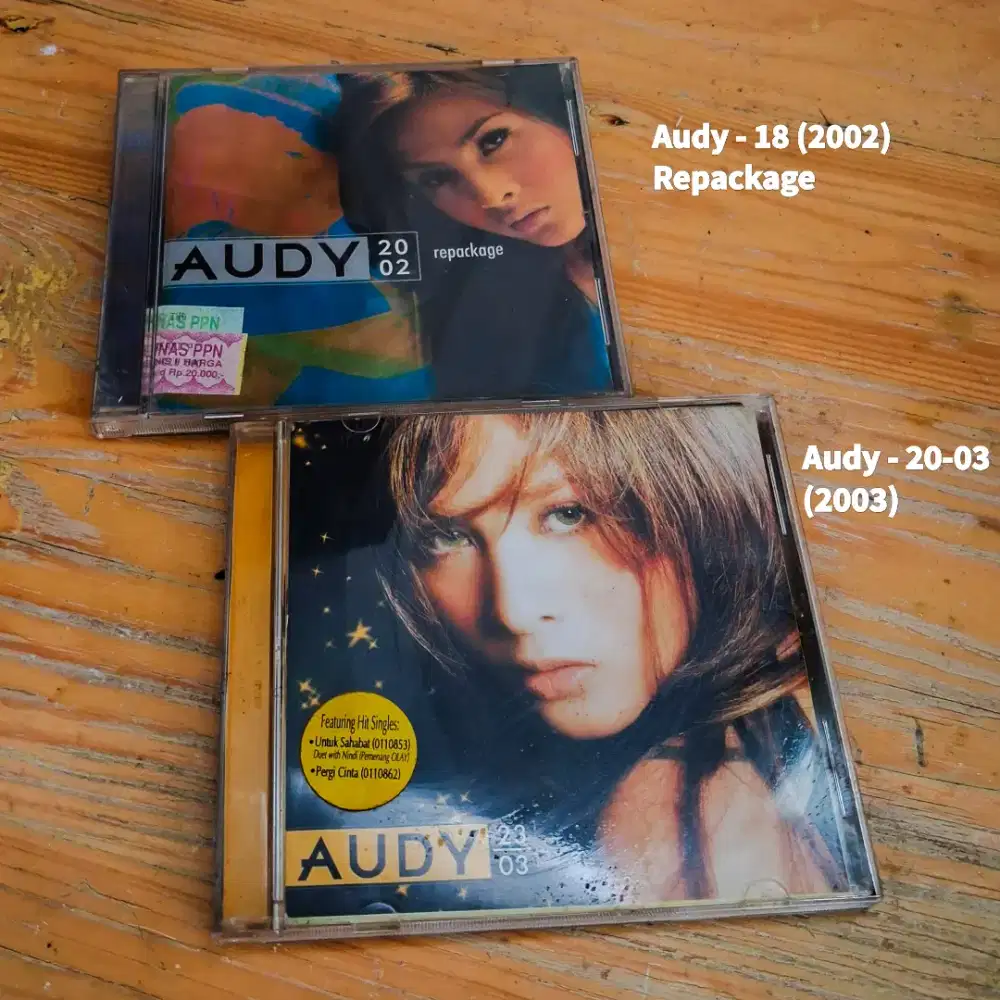 Audy - 18 (2002)
Repackage
AUDY 20 02 repackage
NAS PPN
NAS PPN
HARGA
Rp.20.000,-
Audy - 20-03
(2003)
Featuring Hit Singles:
• Untuk Sahabat (0110853)
Duet with Nindi (Pemenang OLAY)
• Pergi Cinta (0110862)
AUDY 23 03